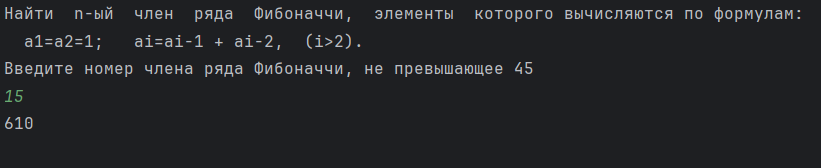 Найти n-ый член ряда Фибоначчи, элементы которого вычисляются по формулам:
a1=a2=1; ai=ai-1 + ai-2, (i>2).
Введите номер члена ряда Фибоначчи, не превышающее 45
15
610